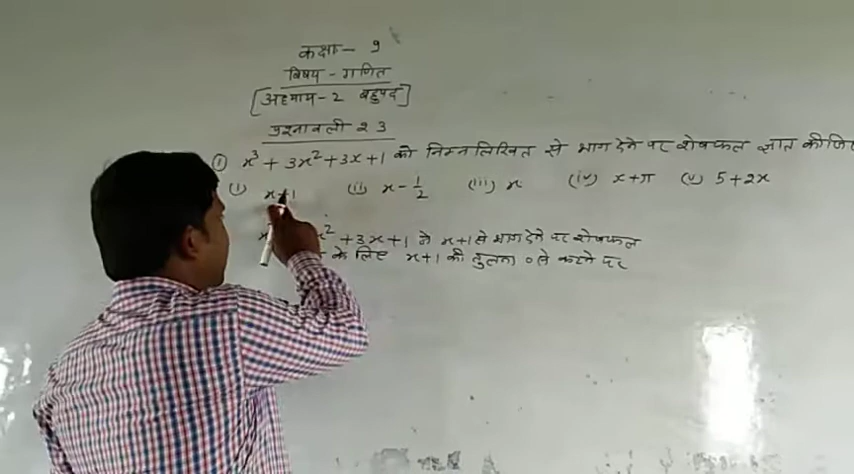 कक्षा - 9
विषय - गणित
[अध्याय - 2 बहुपद]
प्रश्नावली 2 3
① x³ + 3x² + 3x + 1 को निम्नलिखित से भाग देने पर शेषफल ज्ञात कीजिए
(i) x+1 (ii) x - 1/2 (iii) x (iv) x + π (v) 5 + 2x
x² + 3x + 1 को x+1 से भाग देने पर शेषफल
के लिए x+1 की तुलना 0 से करने पर